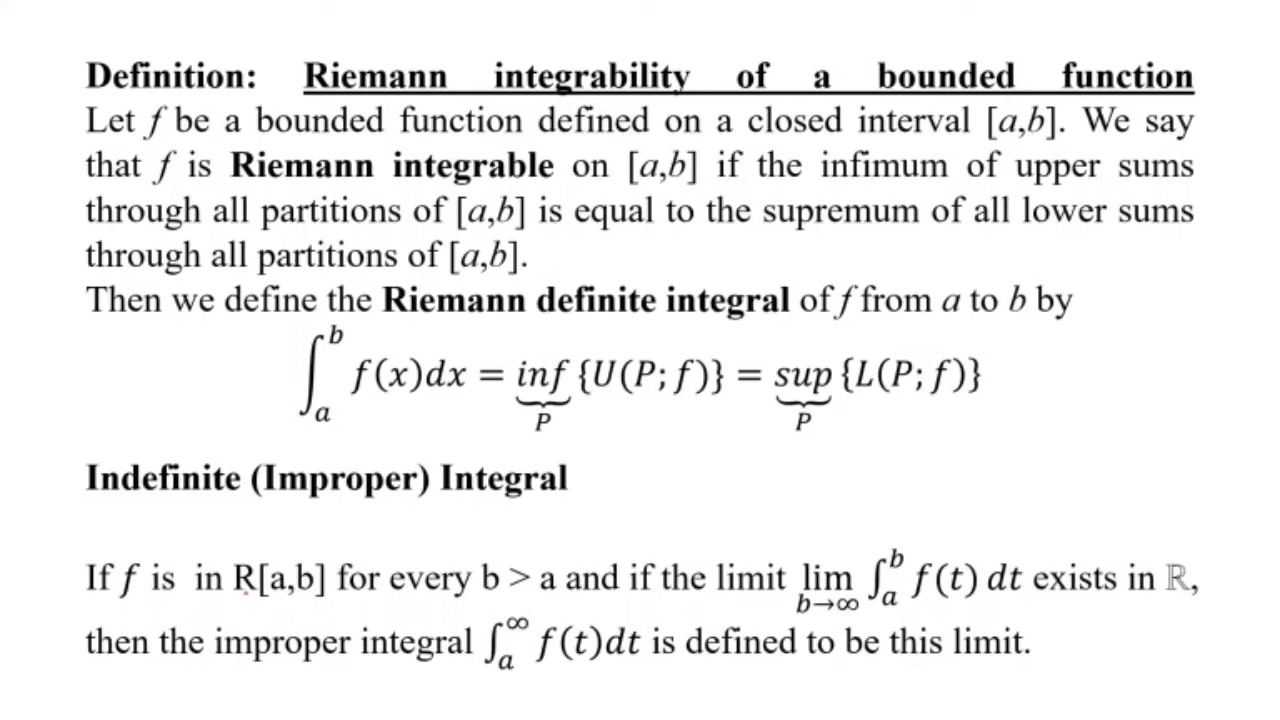 Definition: Riemann integrability of a bounded function
Let f be a bounded function defined on a closed interval [a,b]. We say
that f is Riemann integrable on [a,b] if the infimum of upper sums
through all partitions of [a,b] is equal to the supremum of all lower sums
through all partitions of [a,b].
Then we define the Riemann definite integral of f from a to b by
∫_a^b f(x)dx = inf_P {U(P; f)} = sup_P {L(P; f)}
Indefinite (Improper) Integral
If f is in R[a,b] for every b > a and if the limit lim_{b→∞} ∫_a^b f(t) dt exists in ℝ,
then the improper integral ∫_a^∞ f(t)dt is defined to be this limit.